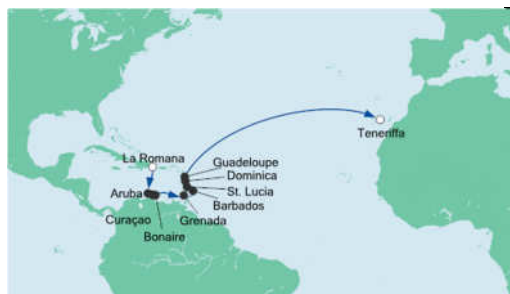 Teneriffa
La Romana
Guadeloupe
Dominica
St. Lucia
Barbados
Aruba
Curaçao
Grenada
Bonaire